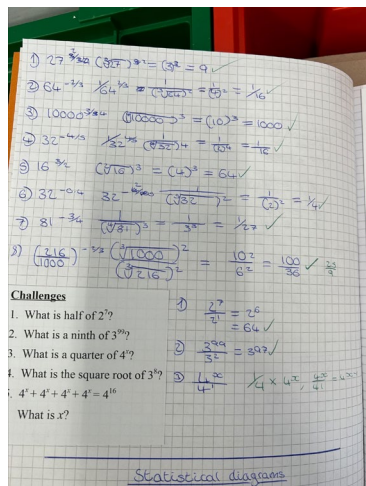 1) 27^(2/3) (∛27)² = (3)² = 9 ✓
2) 64^(-2/3) 1/64^(2/3) = 1/(∛64)² = 1/(4)² = 1/16 ✓
3) 10000^(3/4) (∜10000)³ = (10)³ = 1000 ✓
4) 32^(-4/5) 1/32^(4/5) 1/(⁵√32)⁴ = 1/(2)⁴ = 1/16 ✓
5) 16^(3/2) (²√16)³ = (4)³ = 64 ✓
6) 32^(-0.4) 32 1/(⁵√32)² = 1/(2)² = 1/4 ✓
7) 81^(-3/4) 1/(∜81)³ = 1/3³ = 1/27 ✓
8) (216/1000)^(-2/3) (∛1000)²/(∛216)² = 10²/6² = 100/36 ✓ 25/9
Challenges
1. What is half of 2⁷?
2. What is a ninth of 3⁹⁹?
3. What is a quarter of 4ˣ?
4. What is the square root of 3⁸?
5. 4ˣ + 4ˣ + 4ˣ + 4ˣ = 4¹⁶
What is x?
1) 2⁷/2¹ = 2⁶
= 64 ✓
2) 3⁹⁹/3² = 3⁹⁷ ✓
3) 4ˣ/4¹ 1/4 × 4ˣ, 4ˣ/4¹ = 4ˣ⁻
Statistical diagrams